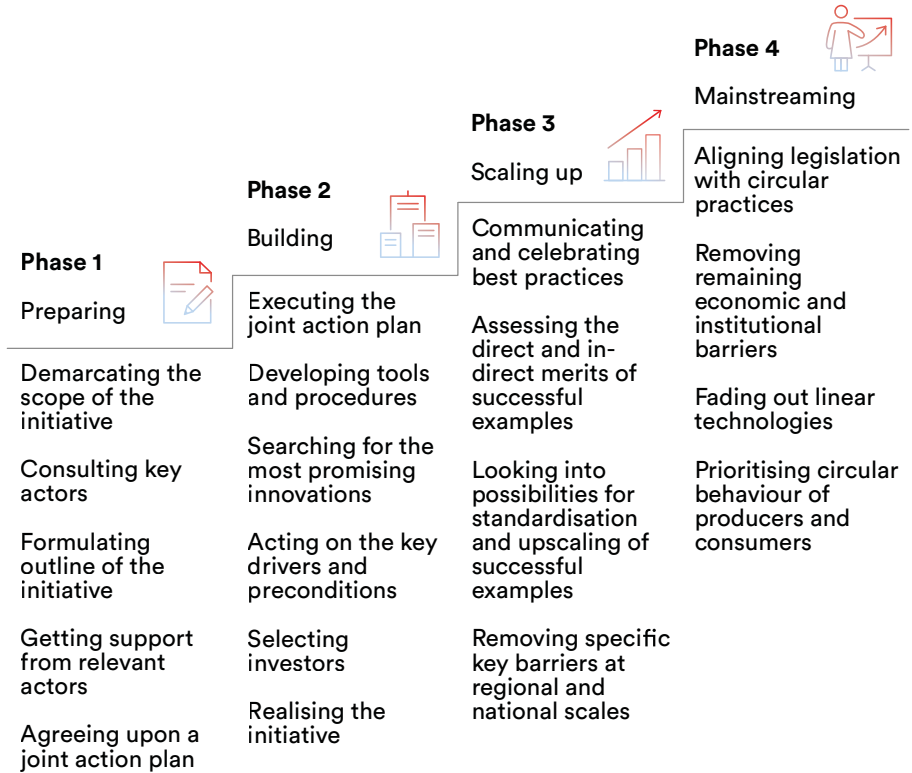 Phase 1
Preparing
Demarcating the
scope of the
initiative
Consulting key
actors
Formulating
outline of the
initiative
Getting support
from relevant
actors
Agreeing upon a
joint action plan
Phase 2
Building
Executing the
joint action plan
Developing tools
and procedures
Searching for the
most promising
innovations
Acting on the key
drivers and
preconditions
Selecting
investors
Realising the
initiative
Phase 3
Scaling up
Communicating
and celebrating
best practices
Assessing the
direct and in-
direct merits of
successful
examples
Looking into
possibilities for
standardisation
and upscaling of
successful
examples
Removing specific
key barriers at
regional and
national scales
Phase 4
Mainstreaming
Aligning legislation
with circular
practices
Removing
remaining
economic and
institutional
barriers
Fading out linear
technologies
Prioritising circular
behaviour of
producers and
consumers